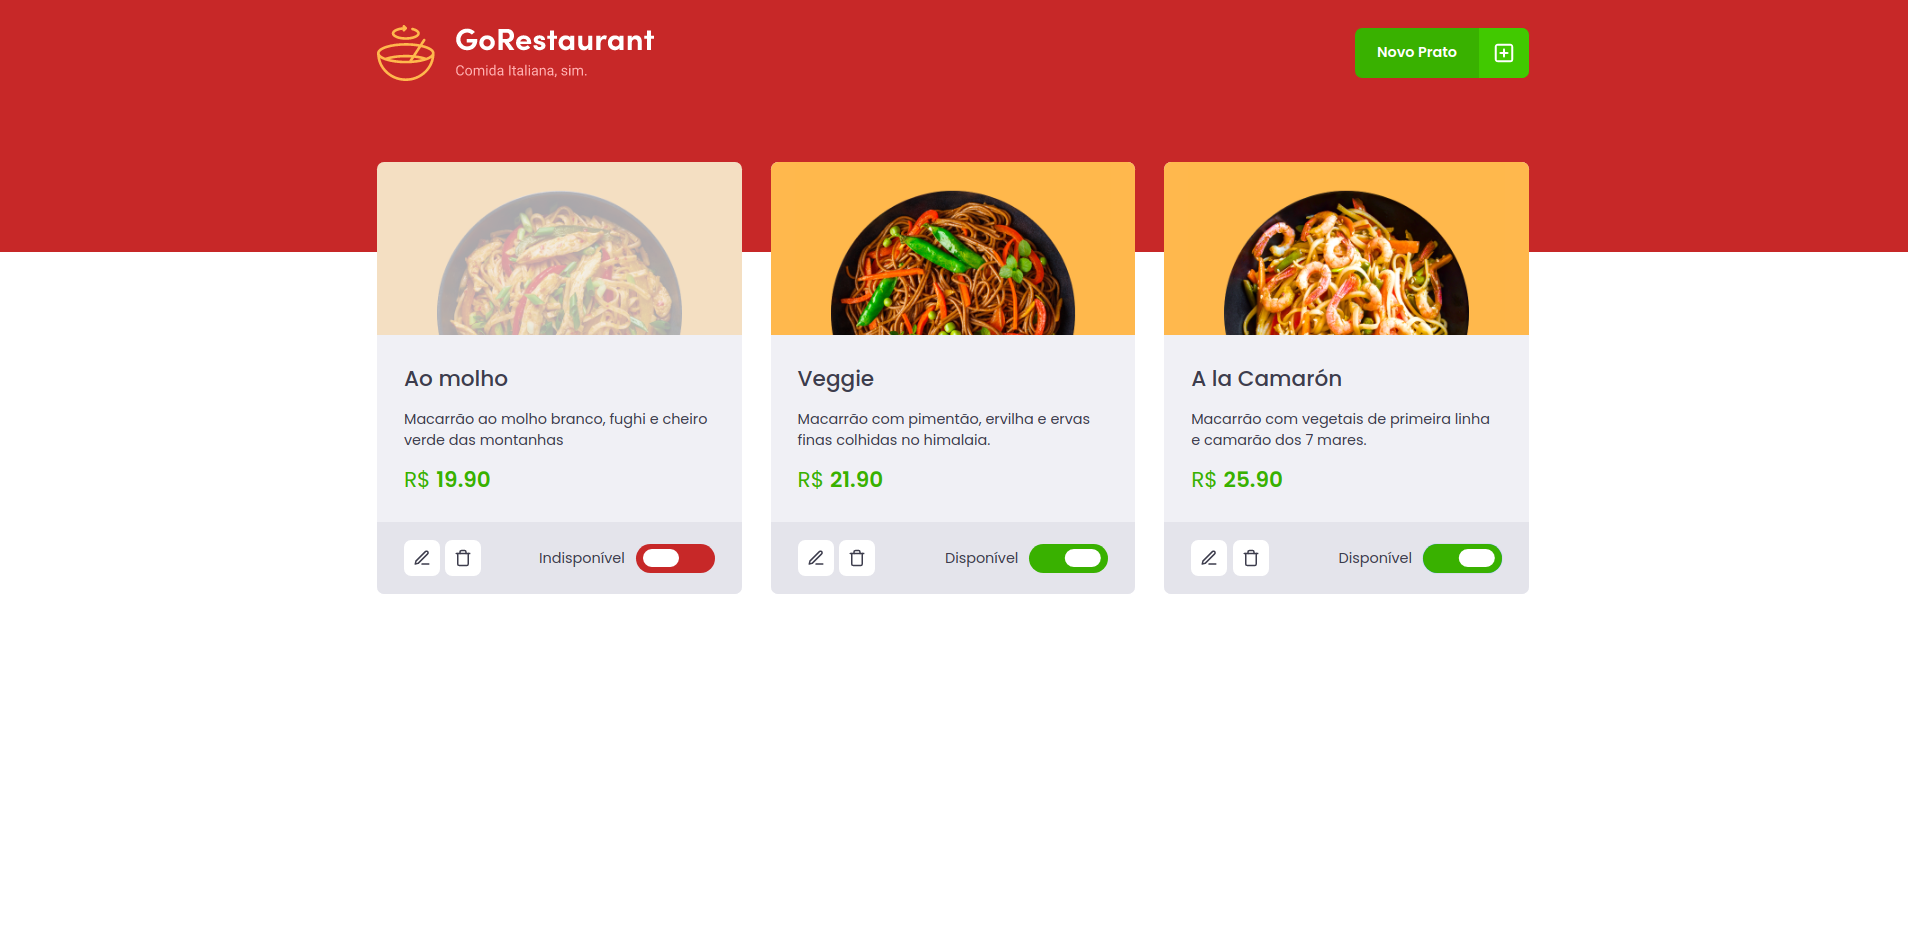 GoRestaurant
Comida Italiana, sim.
Novo Prato
Ao molho
Macarrão ao molho branco, fughi e cheiro
verde das montanhas
R$ 19.90
Indisponível
Veggie
Macarrão com pimentão, ervilha e ervas
finas colhidas no himalaia.
R$ 21.90
Disponível
A la Camarón
Macarrão com vegetais de primeira linha
e camarão dos 7 mares.
R$ 25.90
Disponível